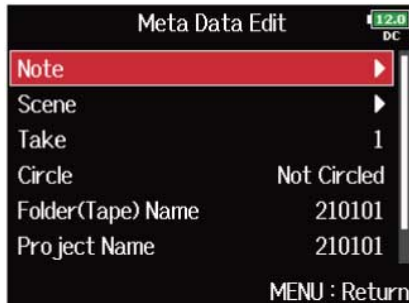 Meta Data Edit
12.0
DC
Note
Scene
Take 1
Circle Not Circled
Folder(Tape) Name 210101
Project Name 210101
MENU : Return